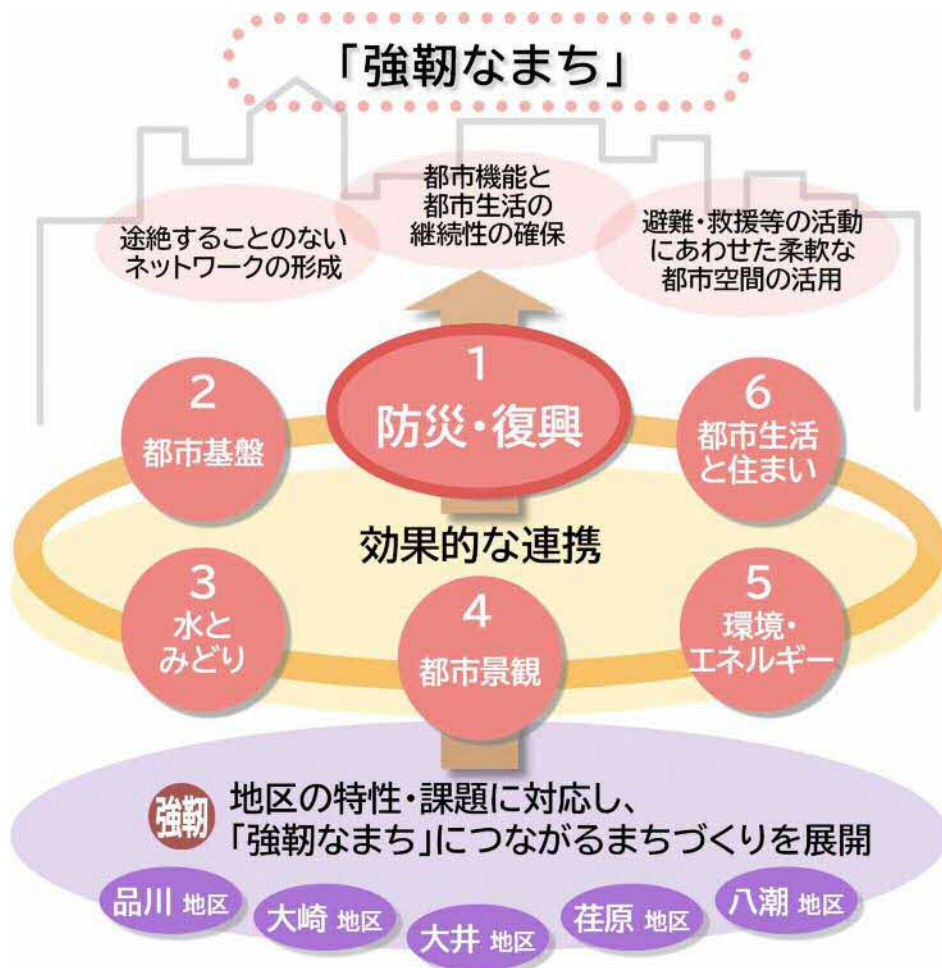 「強靭なまち」
途絶することのない
ネットワークの形成
都市機能と
都市生活の
継続性の確保
避難・救援等の活動
にあわせた柔軟な
都市空間の活用
1
防災・復興
2
都市基盤
6
都市生活
と住まい
効果的な連携
3
水と
みどり
4
都市景観
5
環境・
エネルギー
強靭
地区の特性・課題に対応し、
「強靭なまち」につながるまちづくりを展開
品川 地区
大崎 地区
大井 地区
荏原 地区
八潮 地区